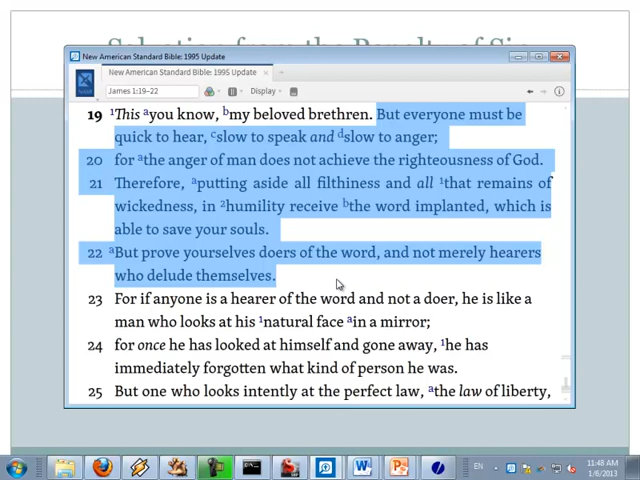 New American Standard Bible: 1995 Update
New American Standard Bible: 1995 Update
James 1:19–22
Display
19 1This ayou know, bmy beloved brethren. But everyone must be
quick to hear, cslow to speak and dslow to anger;
20 for athe anger of man does not achieve the righteousness of God.
21 Therefore, aputting aside all filthiness and all 1that remains of
wickedness, in 2humility receive bthe word implanted, which is
able to save your souls.
22 aBut prove yourselves doers of the word, and not merely hearers
who delude themselves.
23 For if anyone is a hearer of the word and not a doer, he is like a
man who looks at his 1natural face ain a mirror;
24 for once he has looked at himself and gone away, 1he has
immediately forgotten what kind of person he was.
25 But one who looks intently at the perfect law, athe law of liberty,
EN
11:48 AM
1/6/2013